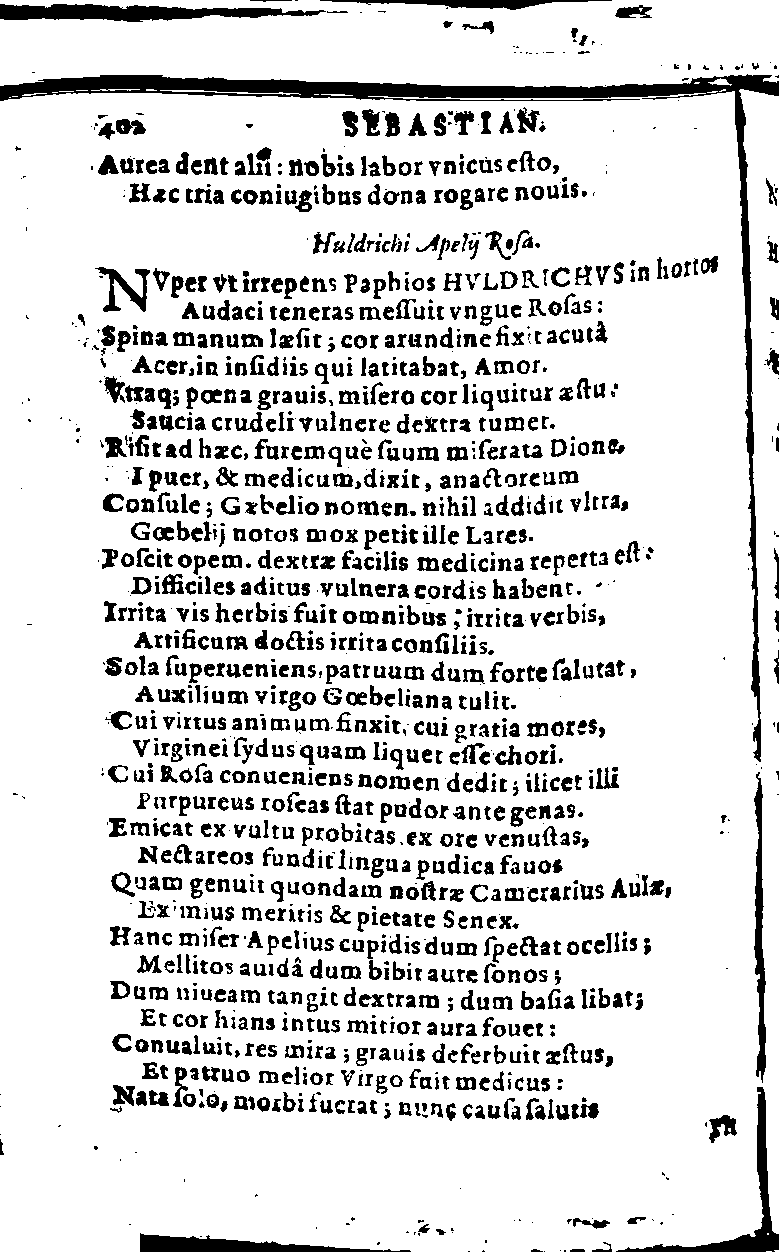 402 SEBASTIAN.
Aurea dent alii : nobis labor vnicus eſto,
Hæc tria coniugibus dona rogare nouis.
Huldrichi Apelij Roſa.
NVper vt irrepens Paphios HVLDRICHVS in hortos
Audaci teneras meſſuit vngue Roſas :
Spina manum læſit ; cor arundine fixit acutâ
Acer, in inſidiis qui latitabat, Amor.
Vtraq; pœna grauis, miſero cor liquitur æſtu :
Saucia crudeli vulnere dextra tumet.
Riſit ad hæc, furemquè ſuum miſerata Dione,
I puer, & medicum, dixit, anactoreum
Conſule ; Gæbelio nomen. nihil addidit vltra,
Gœbelij notos mox petit ille Lares.
Poſcit opem. dextræ facilis medicina reperta eſt :
Difficiles aditus vulnera cordis habent.
Irrita vis herbis fuit omnibus ; irrita verbis,
Artificum doctis irrita conſiliis.
Sola ſuperueniens, patruum dum forte ſalutat,
Auxilium virgo Gœbeliana tulit.
Cui virtus animum finxit, cui gratia mores,
Virginei ſydus quam liquet eſſe chori.
Cui Roſa conueniens nomen dedit ; ilicet illi
Purpureus roſeas ſtat pudor ante genas.
Emicat ex vultu probitas, ex ore venuſtas,
Nectareos fundit lingua pudica fauos
Quam genuit quondam noſtræ Camerarius Aulæ,
Eximius meritis & pietate Senex.
Hanc miſer Apelius cupidis dum ſpectat ocellis ;
Mellitos auidâ dum bibit aure ſonos ;
Dum niueam tangit dextram ; dum baſia libat ;
Et cor hians intus mitior aura fouet :
Conualuit, res mira ; grauis deferbuit æſtus,
Et patruo melior Virgo fuit medicus :
Nata ſolo, morbi fuerat ; nunc cauſa ſalutis